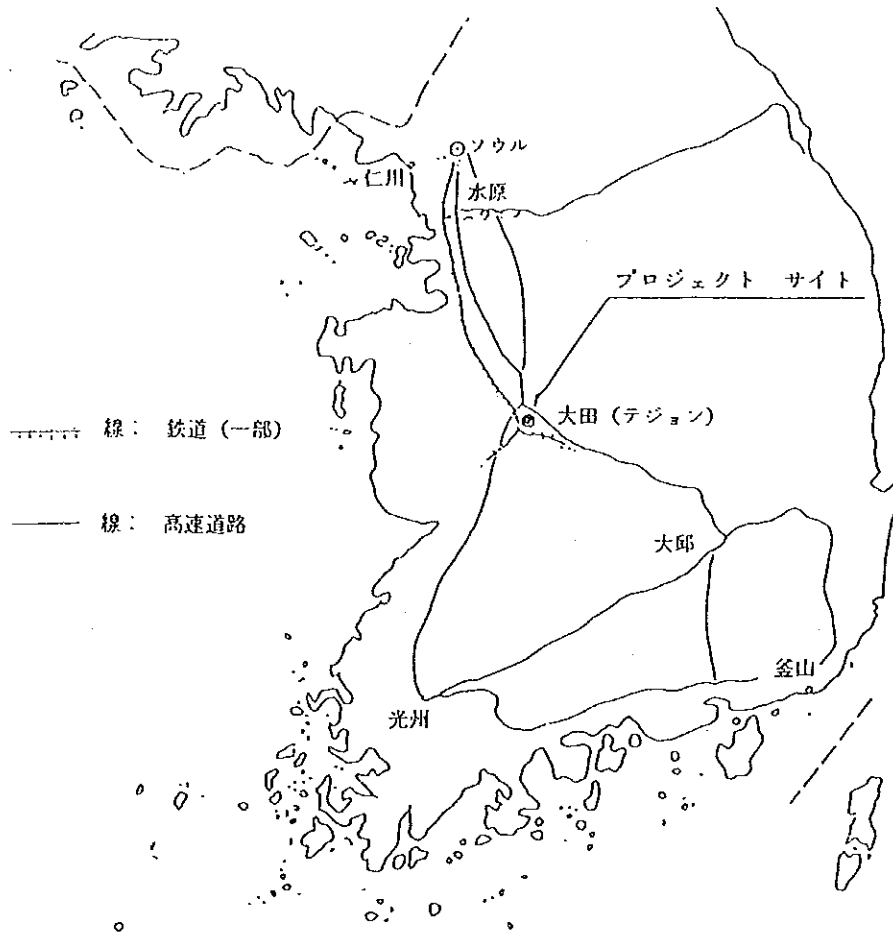 ソウル
仁川
水原
プロジェクト サイト
大田 (テジョン)
線： 鉄道 (一部)
線： 高速道路
大邱
釜山
光州